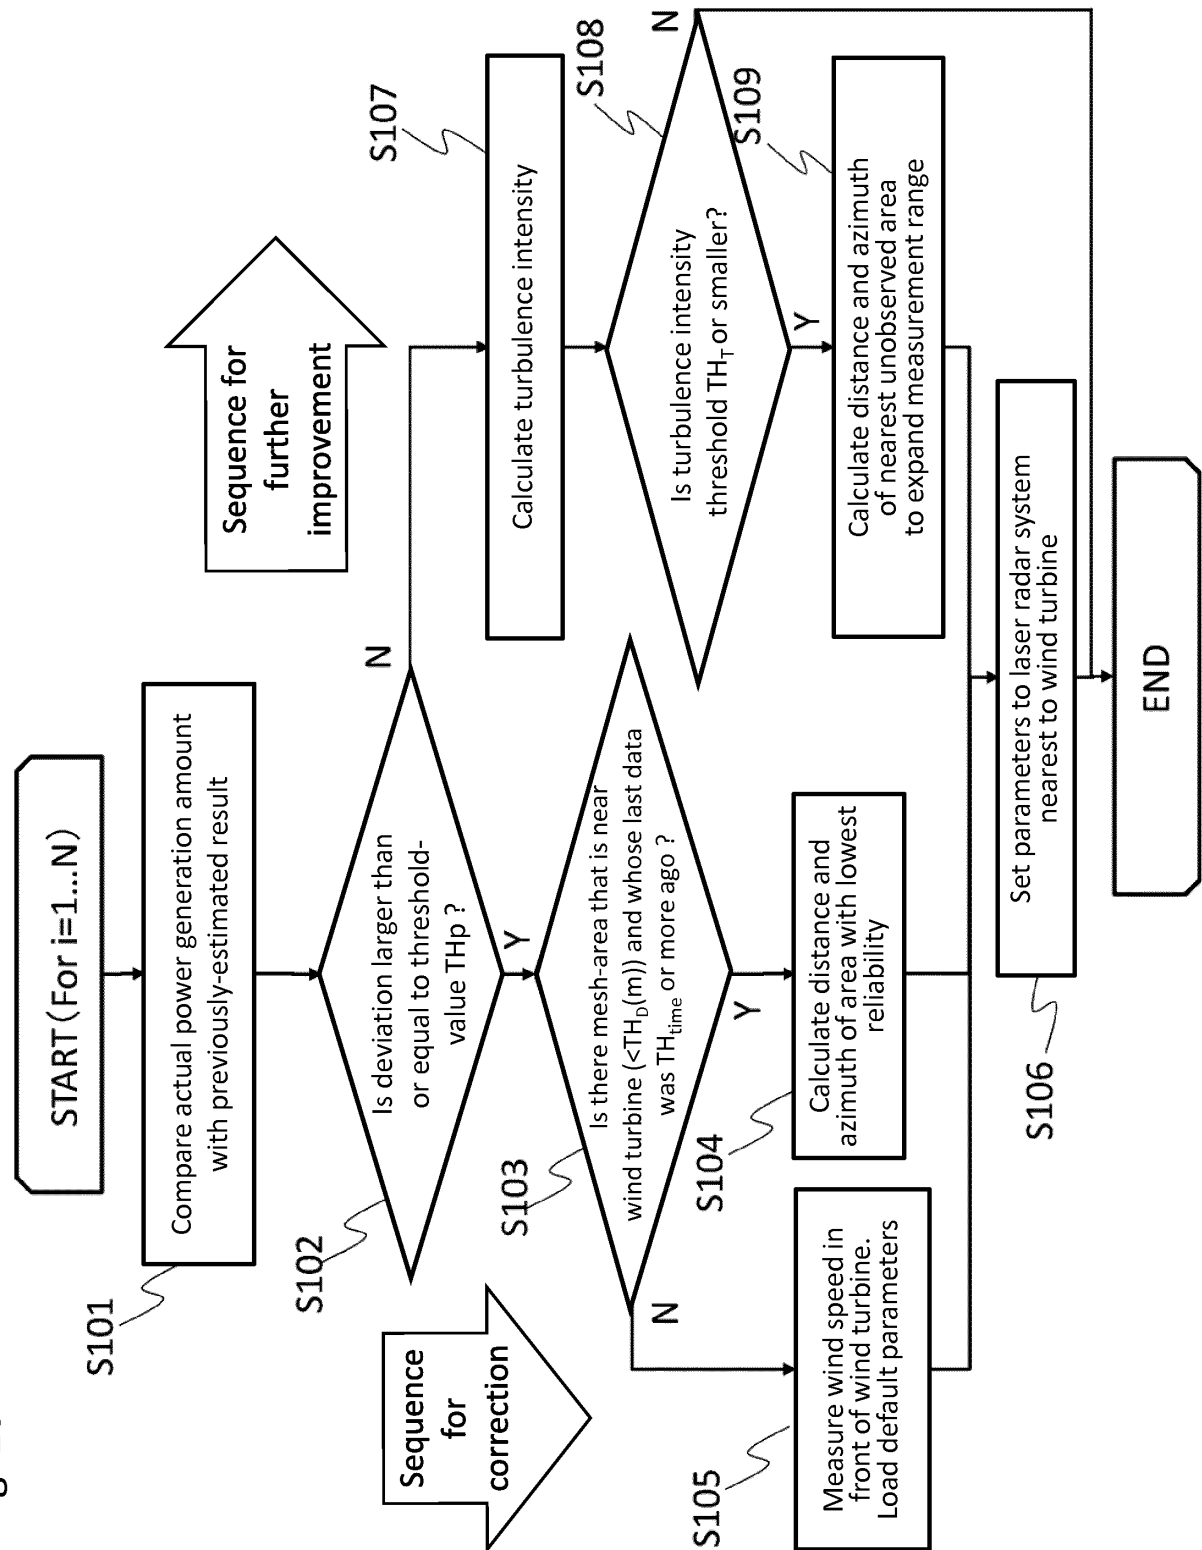 START(For i=1...N)
S101
Compare actual power generation amount
with previously-estimated result
S102
Is deviation larger than
or equal to threshold-
value THp ?
N
Y
Sequence
for
correction
Sequence for
further
improvement
S103
Is there mesh-area that is near
wind turbine (<TH_D(m)) and whose last data
was TH_time or more ago ?
N
Y
S104
Calculate distance and
azimuth of area with lowest
reliability
S105
Measure wind speed in
front of wind turbine.
Load default parameters
S107
Calculate turbulence intensity
S108
Is turbulence intensity
threshold TH_T or smaller?
N
Y
S109
Calculate distance and azimuth
of nearest unobserved area
to expand measurement range
S106
Set parameters to laser radar system
nearest to wind turbine
END